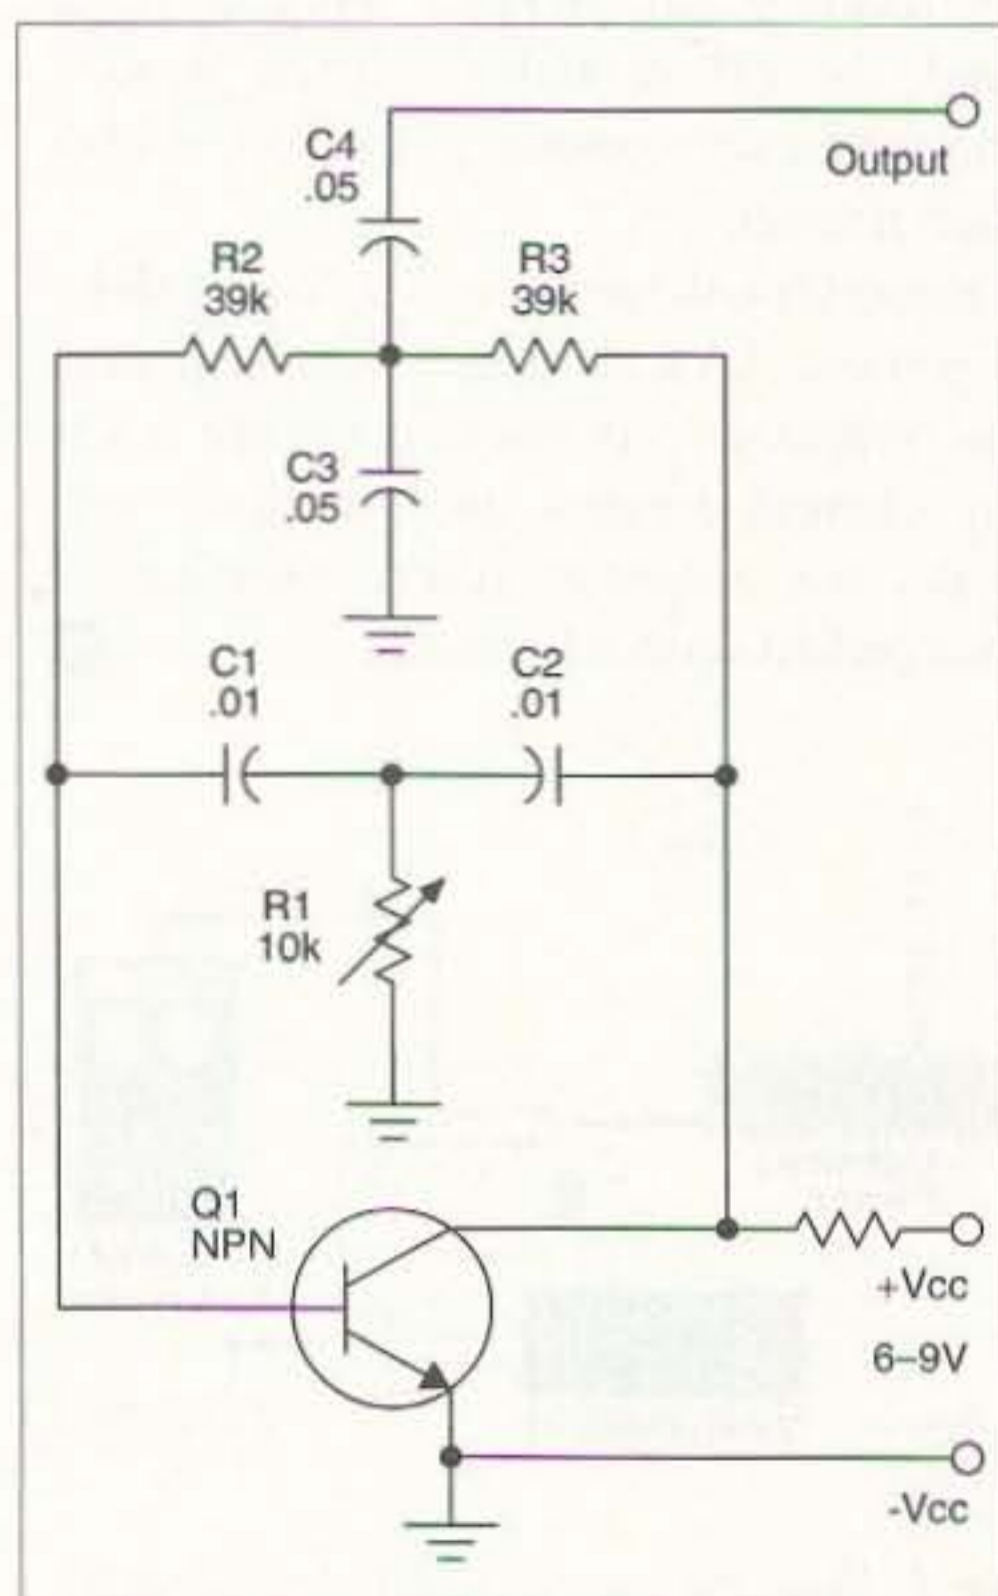 C4
.05
Output
R2
39k
R3
39k
C3
.05
C1
.01
C2
.01
R1
10k
Q1
NPN
+Vcc
6–9V
-Vcc